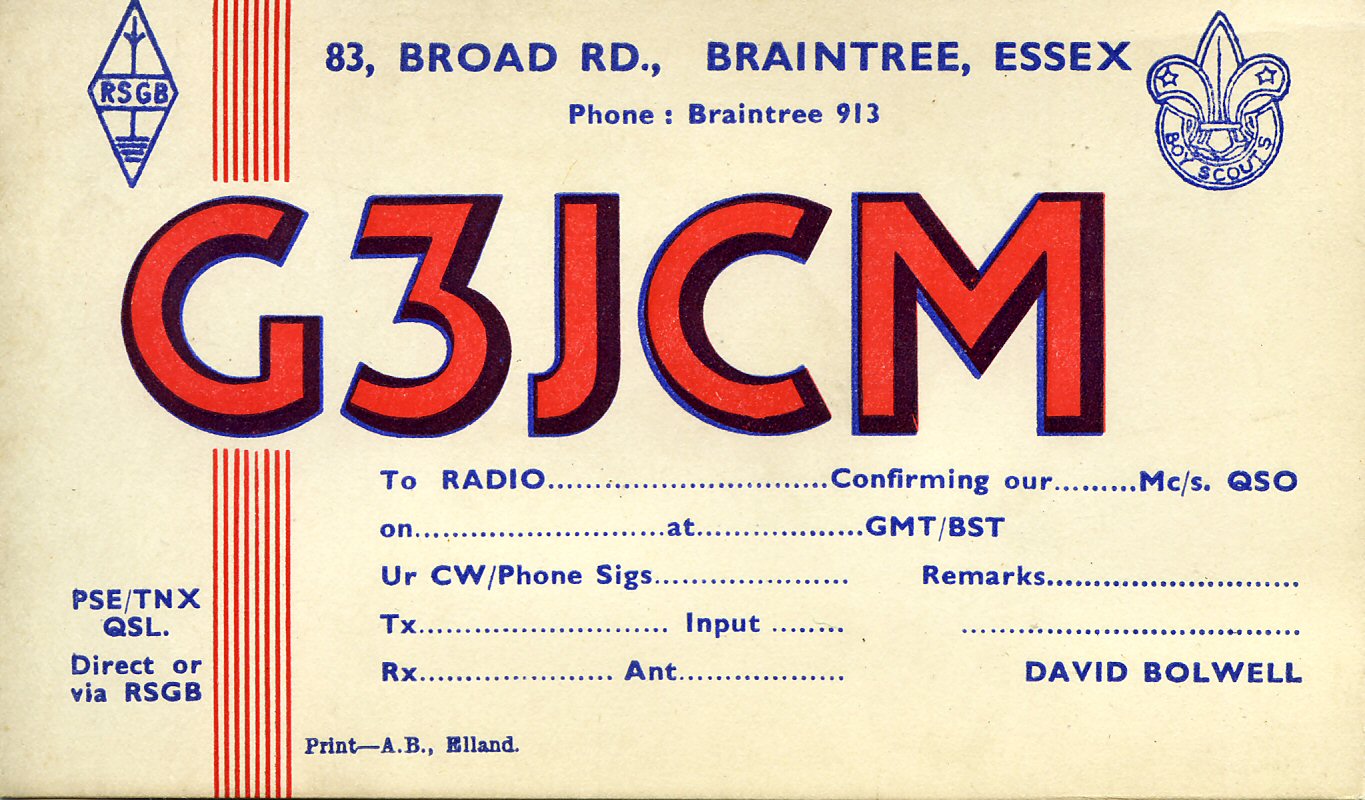 RSGB
83, BROAD RD., BRAINTREE, ESSEX
Phone : Braintree 913
BOY SCOUTS
G3JCM
To RADIO..............................Confirming our.........Mc/s. QSO
on..........................at..................GMT/BST
Ur CW/Phone Sigs.....................
Remarks...........................
Tx........................... Input ........
....................................
Rx..................... Ant..................
DAVID BOLWELL
PSE/TNX
QSL.
Direct or
via RSGB
Print—A.B., Elland.